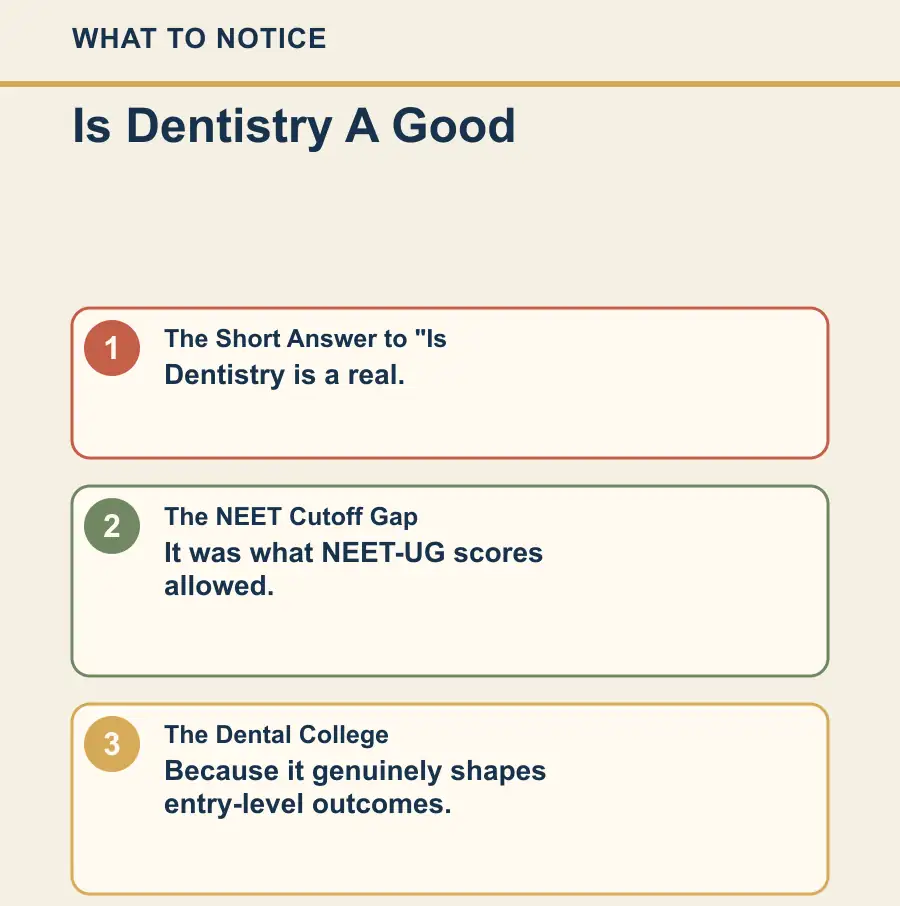 WHAT TO NOTICE
Is Dentistry A Good
1
The Short Answer to "Is
Dentistry is a real.
2
The NEET Cutoff Gap
It was what NEET-UG scores
allowed.
3
The Dental College
Because it genuinely shapes
entry-level outcomes.